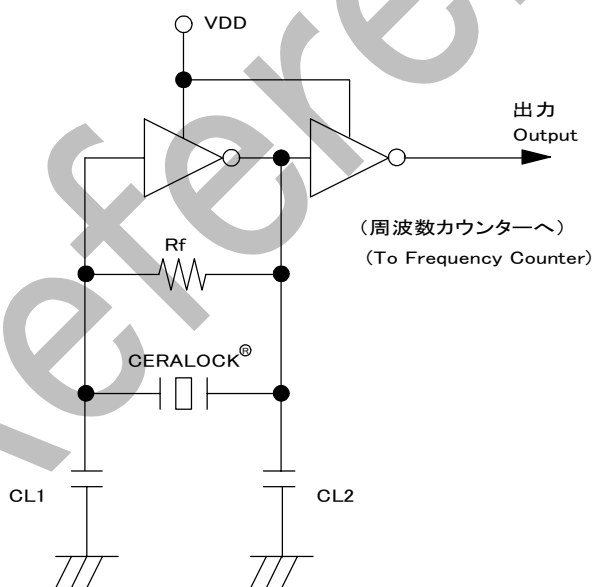 VDD
出力
Output
(周波数カウンターへ)
(To Frequency Counter)
Rf
CERALOCK®
CL1
CL2